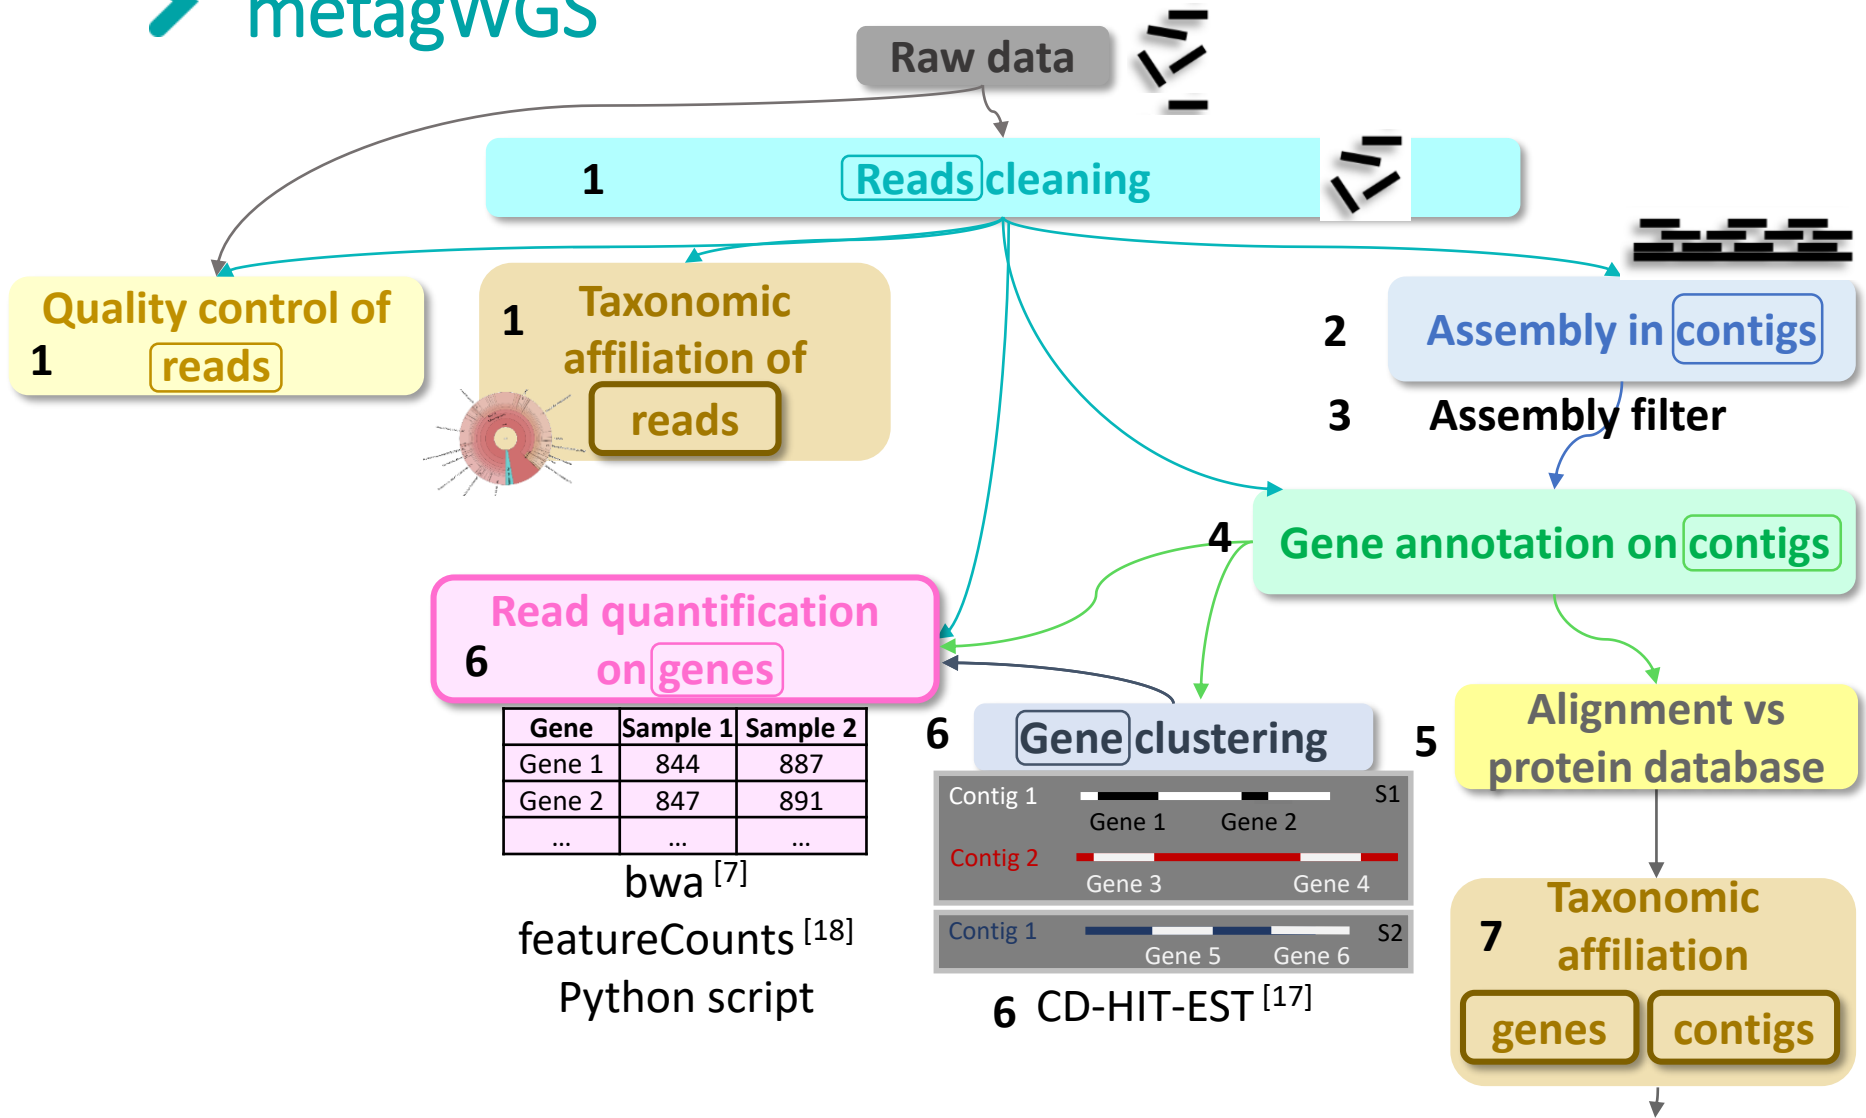 metagWGS
Raw data
1 Reads cleaning
Quality control of
1 reads
1 Taxonomic
affiliation of
reads
2 Assembly in contigs
3 Assembly filter
4 Gene annotation on contigs
Read quantification
6 on genes
Gene Sample 1 Sample 2
Gene 1 844 887
Gene 2 847 891
... ... ...
bwa [7]
featureCounts [18]
Python script
6 Gene clustering
Contig 1 S1
Gene 1 Gene 2
Contig 2
Gene 3 Gene 4
Contig 1 S2
Gene 5 Gene 6
6 CD-HIT-EST [17]
5 Alignment vs
protein database
Taxonomic
7 affiliation
genes contigs